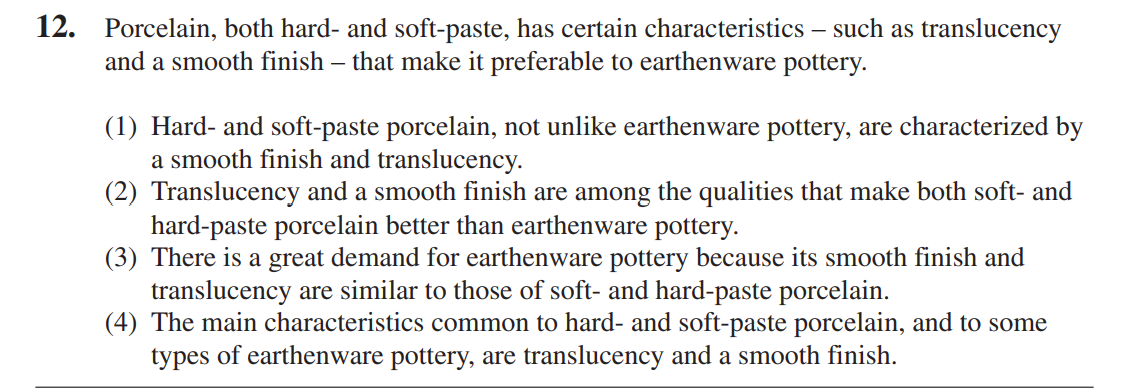 12. Porcelain, both hard- and soft-paste, has certain characteristics – such as translucency
and a smooth finish – that make it preferable to earthenware pottery.
(1) Hard- and soft-paste porcelain, not unlike earthenware pottery, are characterized by
a smooth finish and translucency.
(2) Translucency and a smooth finish are among the qualities that make both soft- and
hard-paste porcelain better than earthenware pottery.
(3) There is a great demand for earthenware pottery because its smooth finish and
translucency are similar to those of soft- and hard-paste porcelain.
(4) The main characteristics common to hard- and soft-paste porcelain, and to some
types of earthenware pottery, are translucency and a smooth finish.